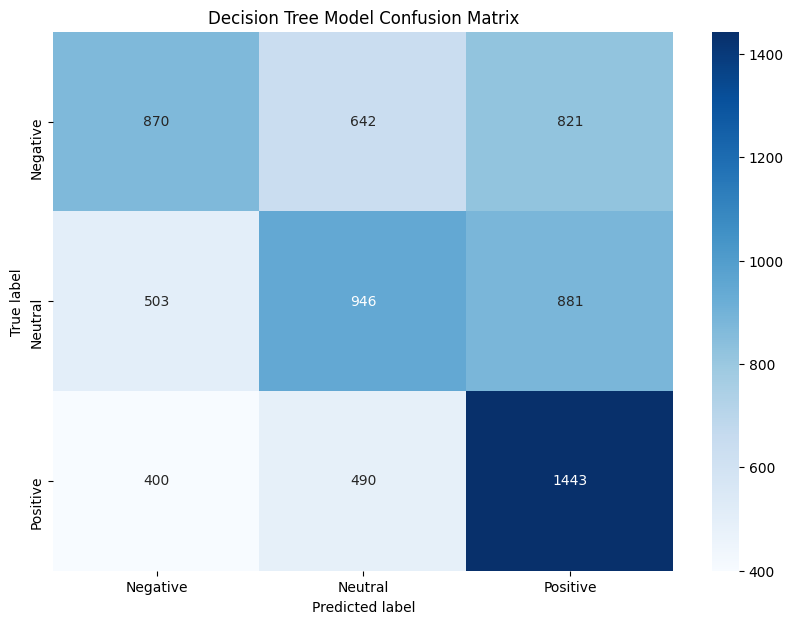 Decision Tree Model Confusion Matrix
True label
Negative
870 642 821
Neutral
503 946 881
Positive
400 490 1443
Negative Neutral Positive
Predicted label
1400
1200
1000
800
600
400